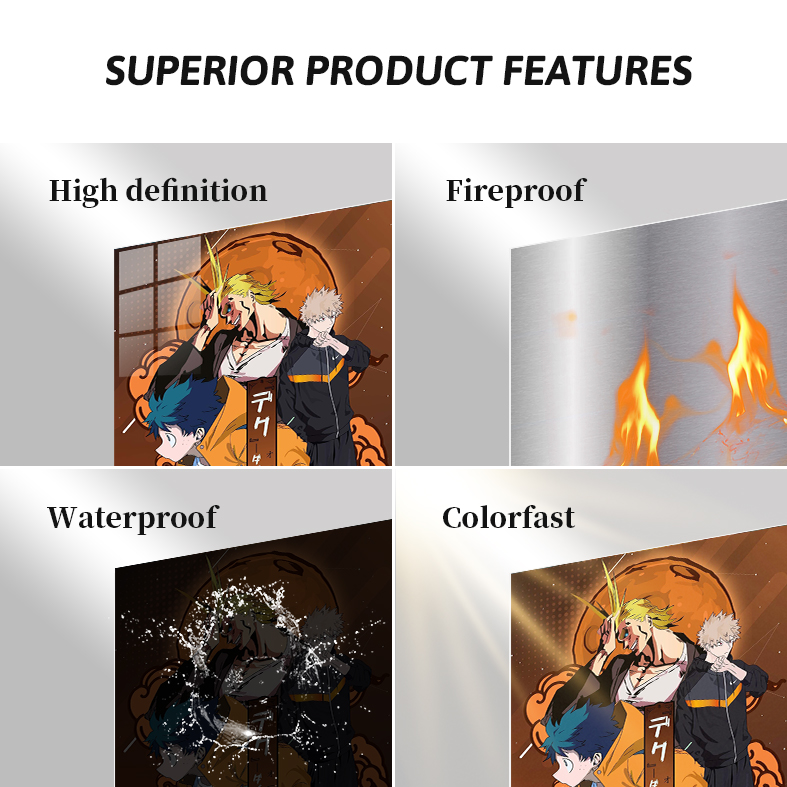 SUPERIOR PRODUCT FEATURES
High definition
Fireproof
デク
Waterproof
Colorfast
デク